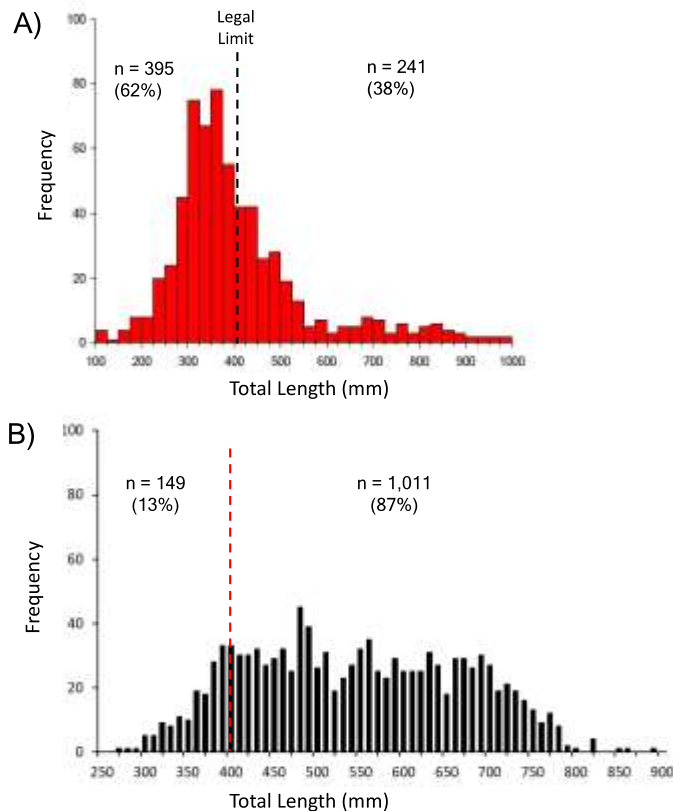 A)
Legal
Limit
n = 395
(62%)
n = 241
(38%)
Frequency
100
80
60
40
20
0
100 200 300 400 500 600 700 800 900 1000
Total Length (mm)
B)
n = 149
(13%)
n = 1,011
(87%)
Frequency
100
80
60
40
20
0
250 300 350 400 450 500 550 600 650 700 750 800 850 900
Total Length (mm)